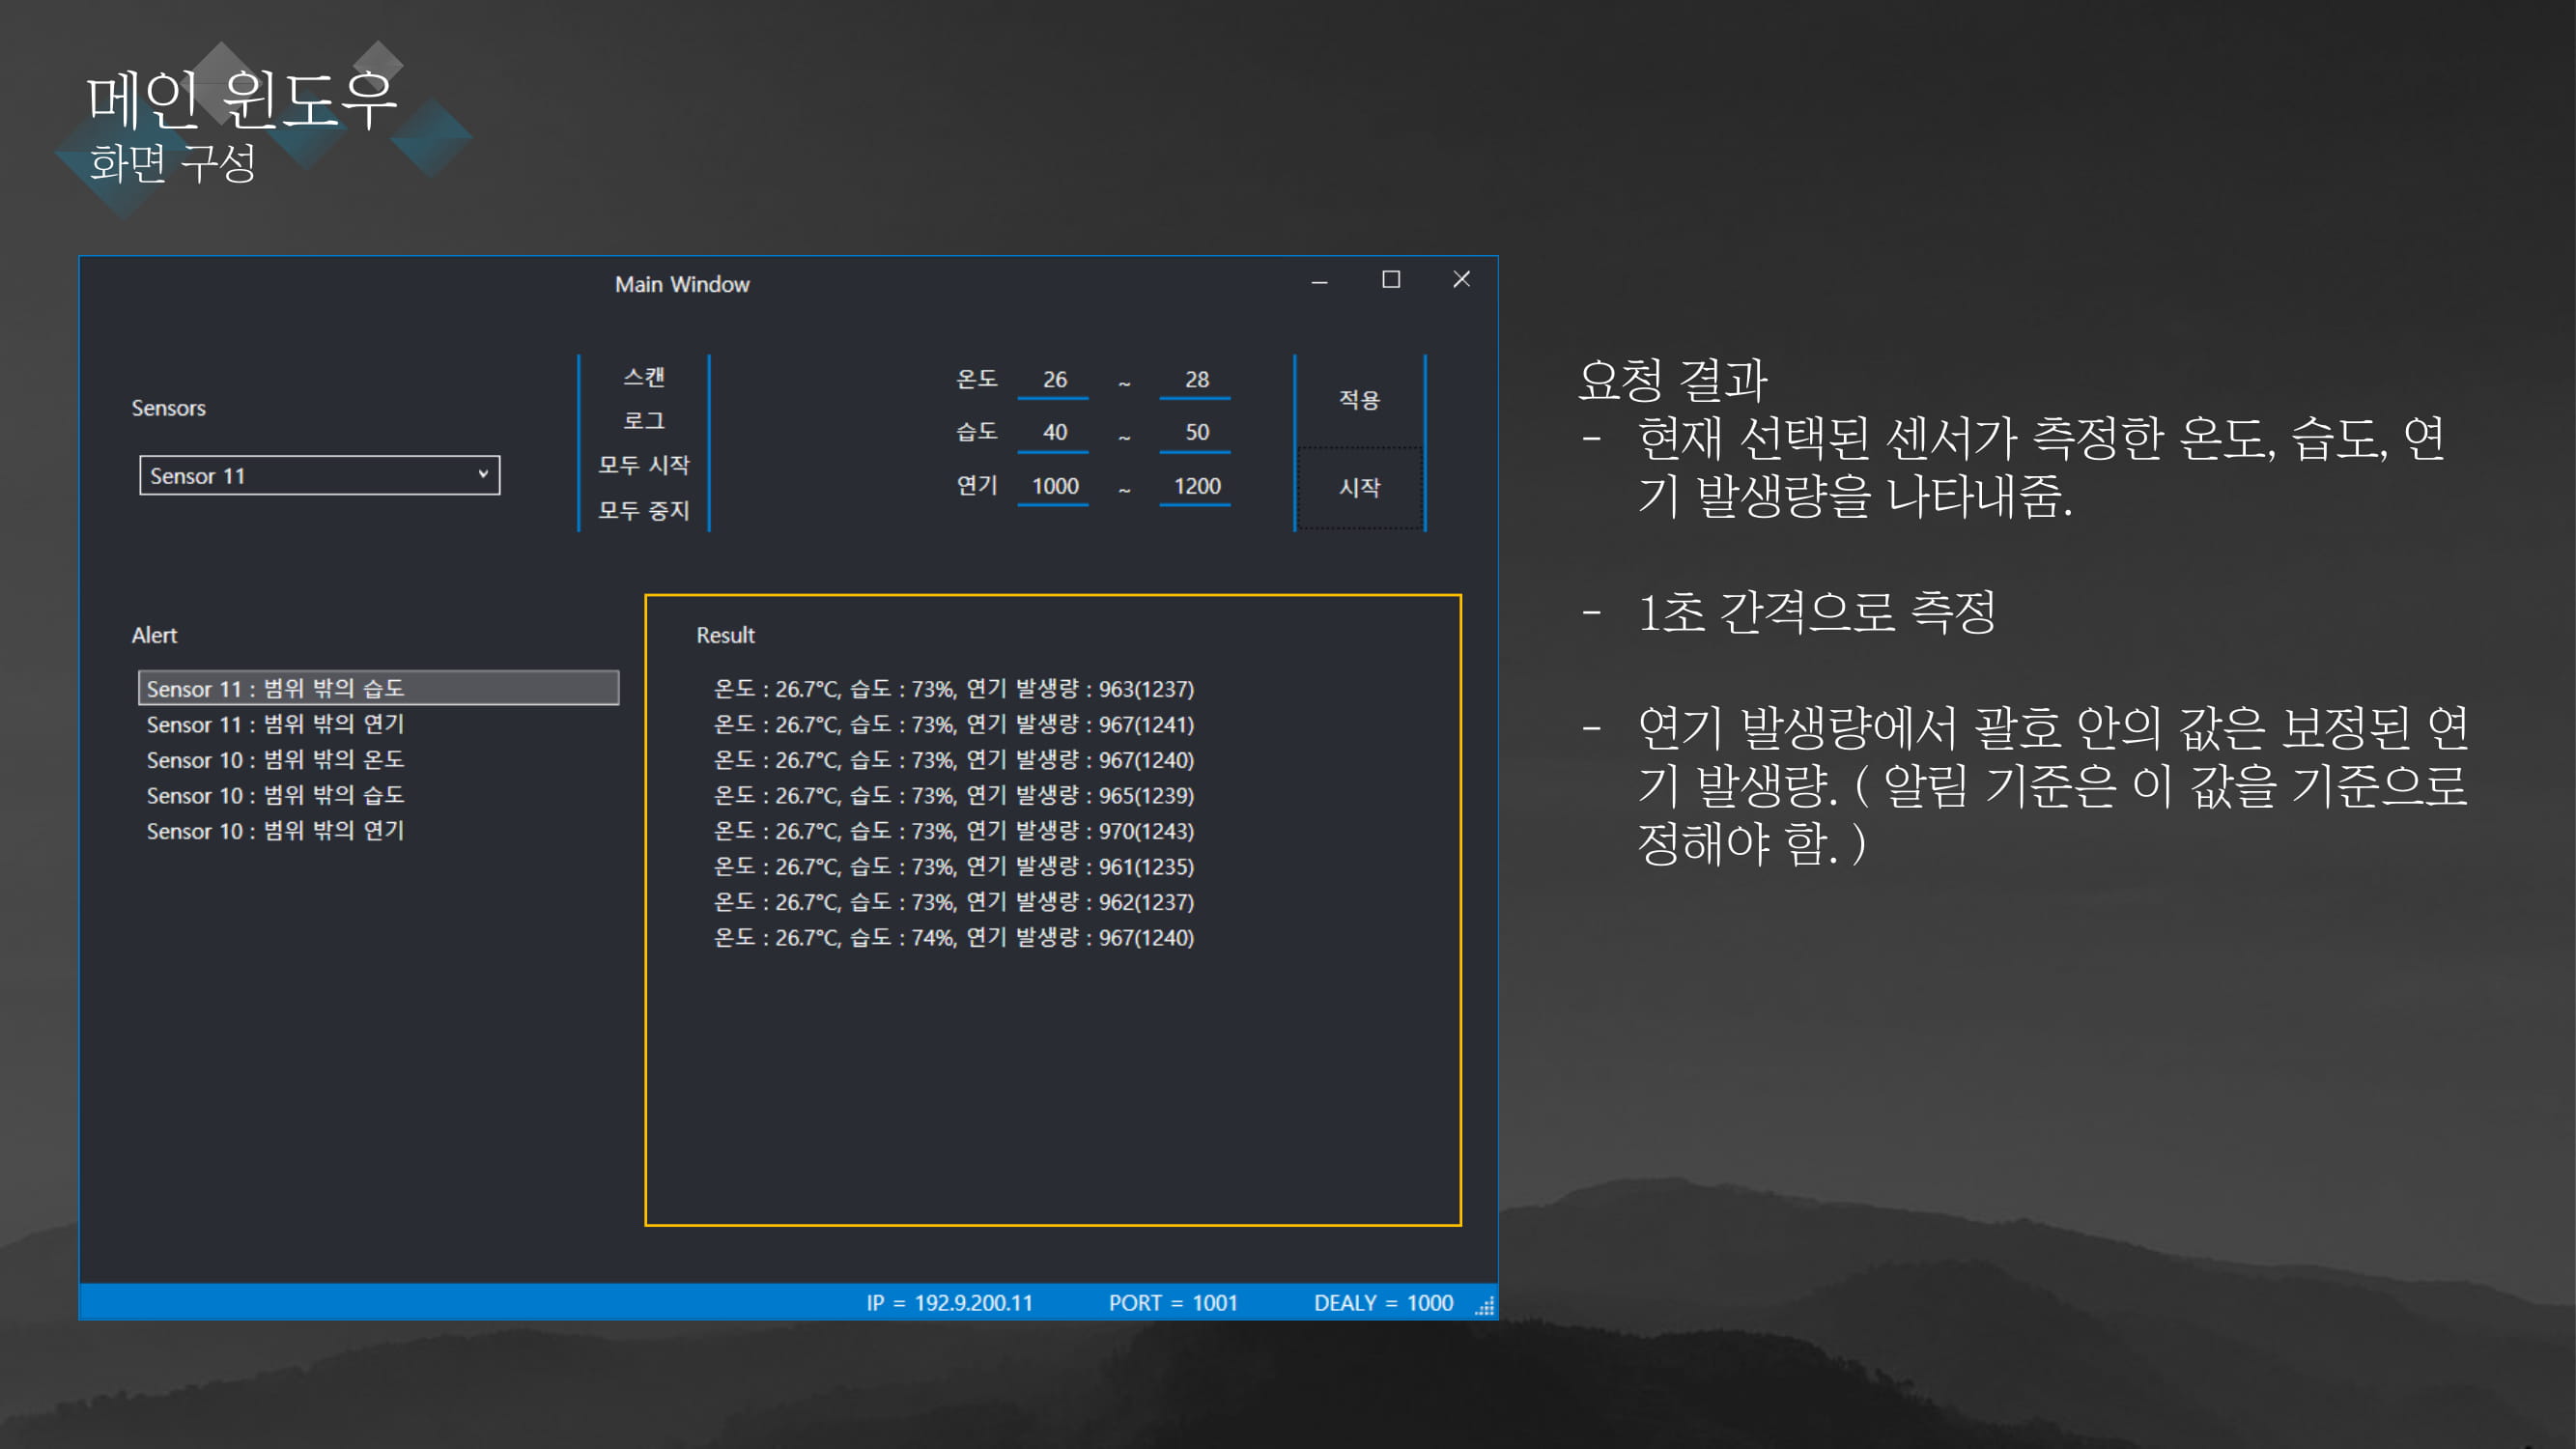 메인 윈도우
화면 구성
Main Window
Sensors
Sensor 11
스캔
로그
모두 시작
모두 중지
온도 26 ~ 28
습도 40 ~ 50
연기 1000 ~ 1200
적용
시작
Alert
Sensor 11 : 범위 밖의 습도
Sensor 11 : 범위 밖의 연기
Sensor 10 : 범위 밖의 온도
Sensor 10 : 범위 밖의 습도
Sensor 10 : 범위 밖의 연기
Result
온도 : 26.7°C, 습도 : 73%, 연기 발생량 : 963(1237)
온도 : 26.7°C, 습도 : 73%, 연기 발생량 : 967(1241)
온도 : 26.7°C, 습도 : 73%, 연기 발생량 : 967(1240)
온도 : 26.7°C, 습도 : 73%, 연기 발생량 : 965(1239)
온도 : 26.7°C, 습도 : 73%, 연기 발생량 : 970(1243)
온도 : 26.7°C, 습도 : 73%, 연기 발생량 : 961(1235)
온도 : 26.7°C, 습도 : 73%, 연기 발생량 : 962(1237)
온도 : 26.7°C, 습도 : 74%, 연기 발생량 : 967(1240)
IP = 192.9.200.11 PORT = 1001 DEALY = 1000
요청 결과
- 현재 선택된 센서가 측정한 온도, 습도, 연
기 발생량을 나타내줌.
- 1초 간격으로 측정
- 연기 발생량에서 괄호 안의 값은 보정된 연
기 발생량. ( 알림 기준은 이 값을 기준으로
정해야 함. )